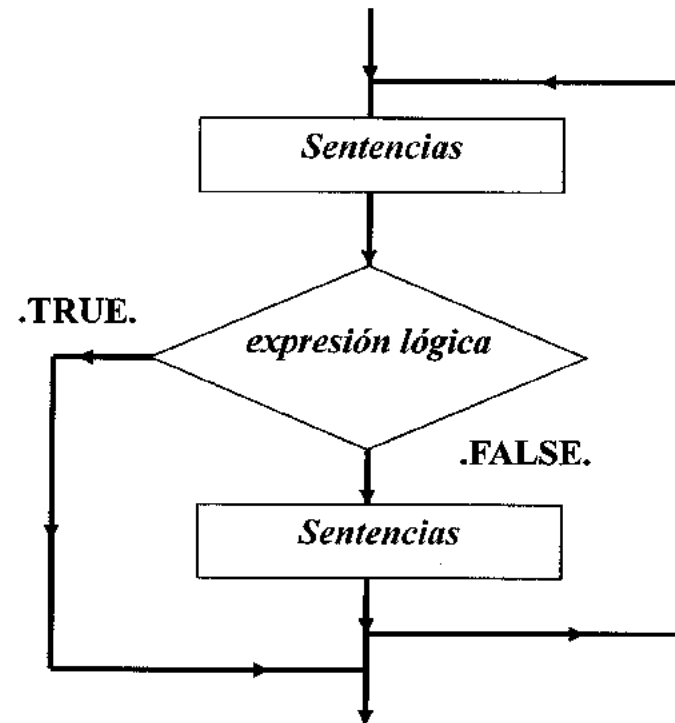 Sentencias
.TRUE.
expresión lógica
.FALSE.
Sentencias